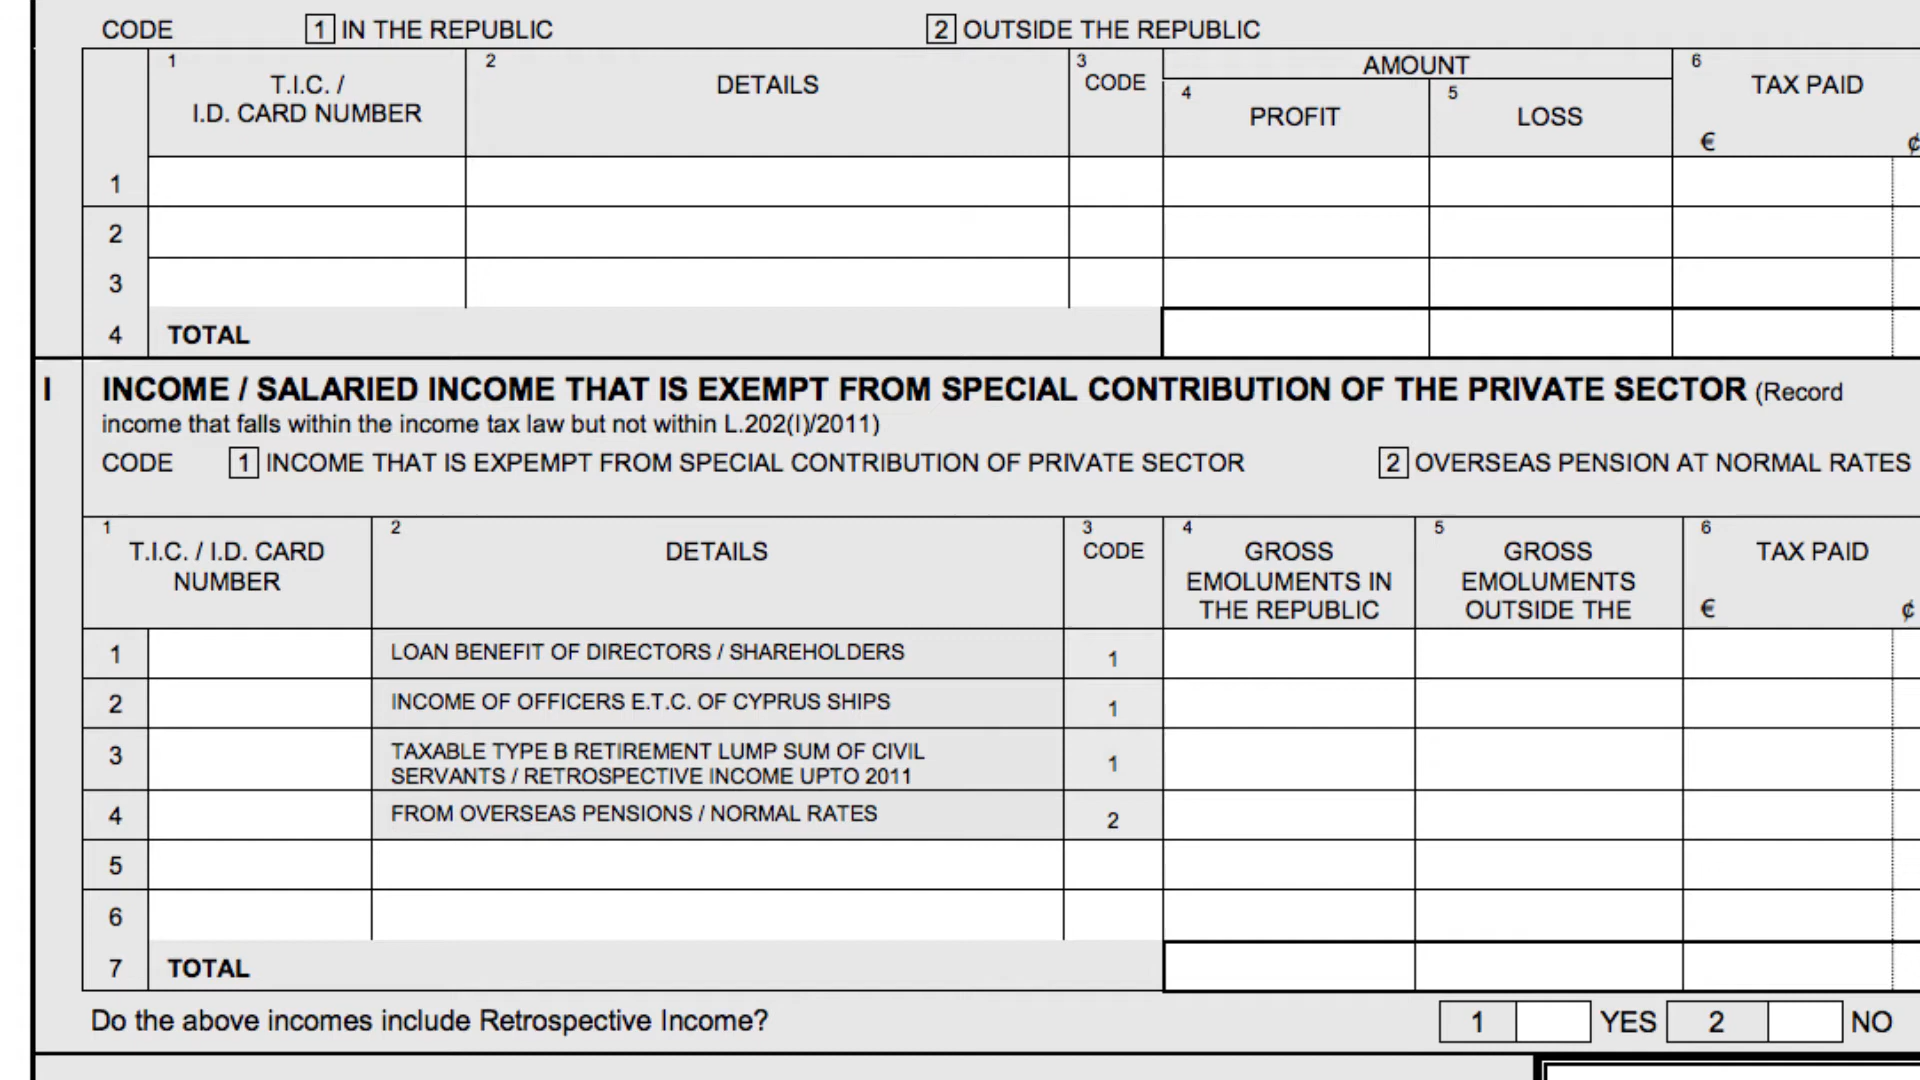 CODE 1 IN THE REPUBLIC 2 OUTSIDE THE REPUBLIC
1 T.I.C. / I.D. CARD NUMBER
2 DETAILS
3 CODE
AMOUNT
4 PROFIT
5 LOSS
6 TAX PAID
€ ¢
1
2
3
4 TOTAL
I INCOME / SALARIED INCOME THAT IS EXEMPT FROM SPECIAL CONTRIBUTION OF THE PRIVATE SECTOR (Record
income that falls within the income tax law but not within L.202(I)/2011)
CODE 1 INCOME THAT IS EXPEMPT FROM SPECIAL CONTRIBUTION OF PRIVATE SECTOR 2 OVERSEAS PENSION AT NORMAL RATES
1 T.I.C. / I.D. CARD
NUMBER
2 DETAILS
3 CODE
4 GROSS
EMOLUMENTS IN
THE REPUBLIC
5 GROSS
EMOLUMENTS
OUTSIDE THE
6 TAX PAID
€ ¢
1 LOAN BENEFIT OF DIRECTORS / SHAREHOLDERS 1
2 INCOME OF OFFICERS E.T.C. OF CYPRUS SHIPS 1
3 TAXABLE TYPE B RETIREMENT LUMP SUM OF CIVIL
SERVANTS / RETROSPECTIVE INCOME UPTO 2011 1
4 FROM OVERSEAS PENSIONS / NORMAL RATES 2
5
6
7 TOTAL
Do the above incomes include Retrospective Income? 1 YES 2 NO